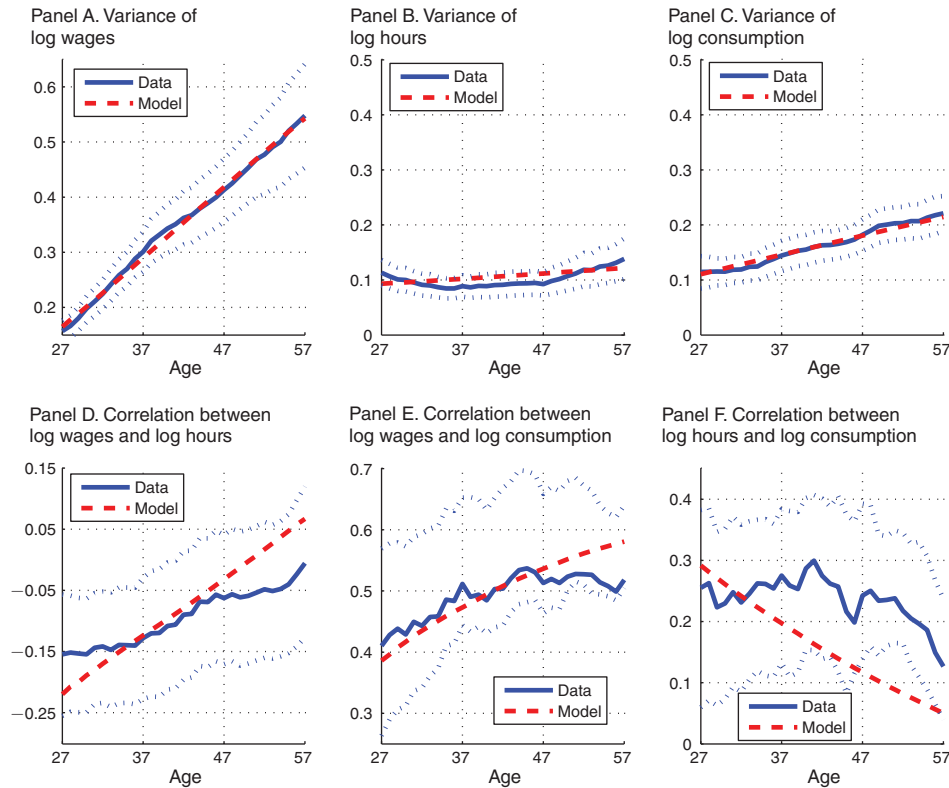 Panel A. Variance of
log wages
0.6
0.5
0.4
0.3
0.2
Data
Model
27
37
47
57
Age
Panel B. Variance of
log hours
0.5
0.4
0.3
0.2
0.1
0
Data
Model
27
37
47
57
Age
Panel C. Variance of
log consumption
0.5
0.4
0.3
0.2
0.1
0
Data
Model
27
37
47
57
Age
Panel D. Correlation between
log wages and log hours
0.15
0.05
−0.05
−0.15
−0.25
Data
Model
27
37
47
57
Age
Panel E. Correlation between
log wages and log consumption
0.7
0.6
0.5
0.4
0.3
Data
Model
27
37
47
57
Age
Panel F. Correlation between
log hours and log consumption
0.4
0.3
0.2
0.1
0
Data
Model
27
37
47
57
Age